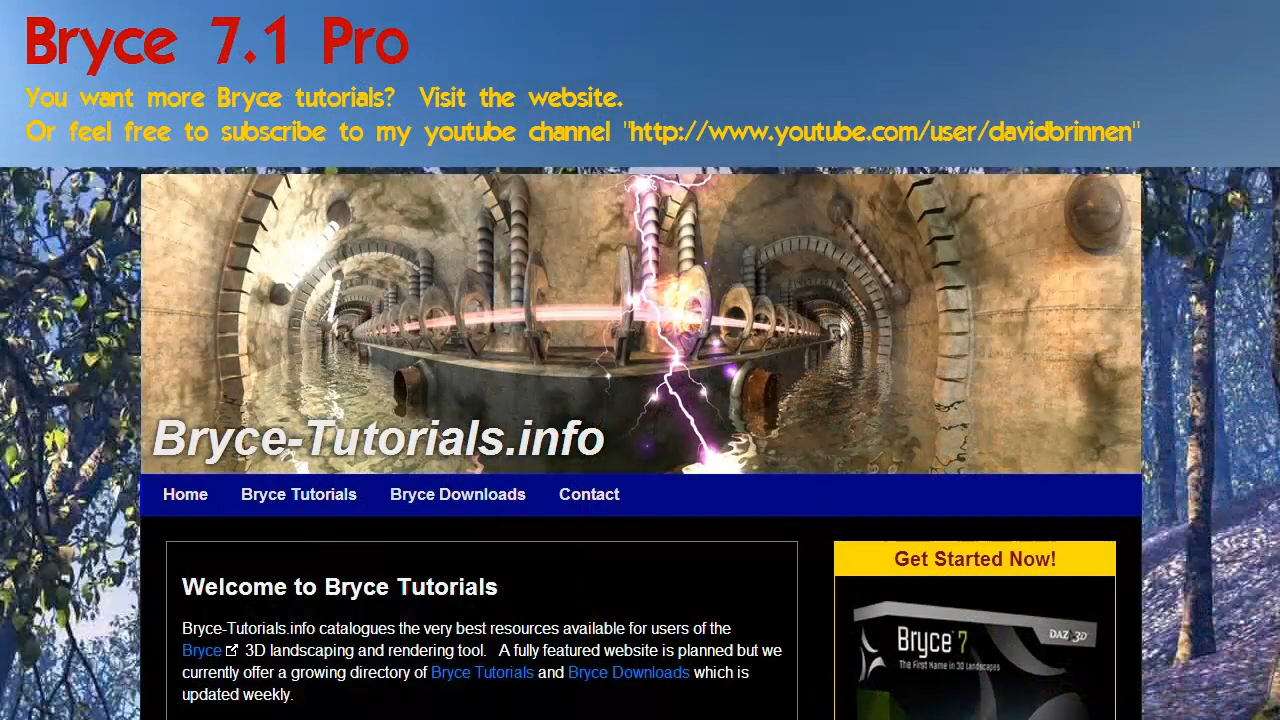 Bryce 7.1 Pro
You want more Bryce tutorials? Visit the website.
Or feel free to subscribe to my youtube channel "http://www.youtube.com/user/davidbrinnen"
Bryce-Tutorials.info
Home Bryce Tutorials Bryce Downloads Contact
Welcome to Bryce Tutorials
Bryce-Tutorials.info catalogues the very best resources available for users of the
Bryce 3D landscaping and rendering tool. A fully featured website is planned but we
currently offer a growing directory of Bryce Tutorials and Bryce Downloads which is
updated weekly.
Get Started Now!
DAZ 3D
Bryce 7
The First Name in 3D Landscapes